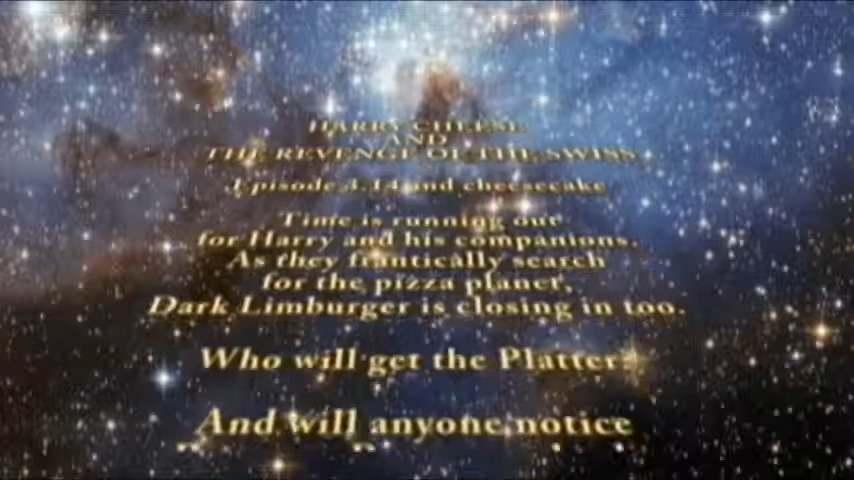 HARRY CHEESE
AND
THE REVENGE OF THE SWISS
Episode 3.14 and cheesecake
Time is running out
for Harry and his companions.
As they frantically search
for the pizza planet,
Dark Limburger is closing in too.
Who will get the Platter?
And will anyone notice